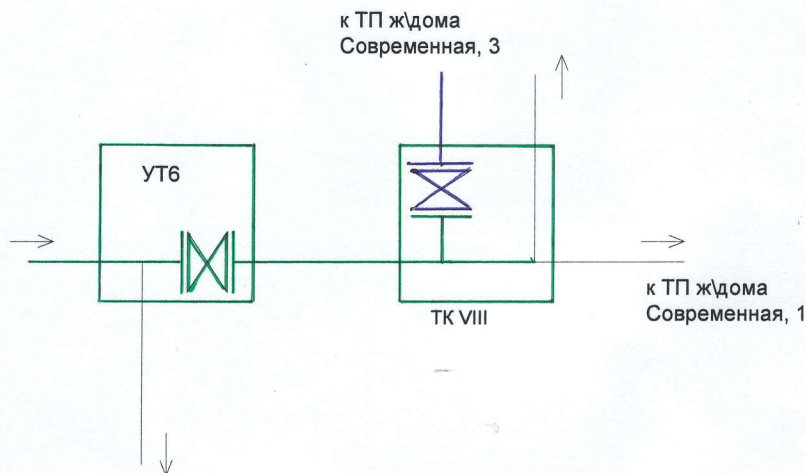 к ТП ж\дома
Современная, 3
УТ6
к ТП ж\дома
Современная, 1
ТК VIII